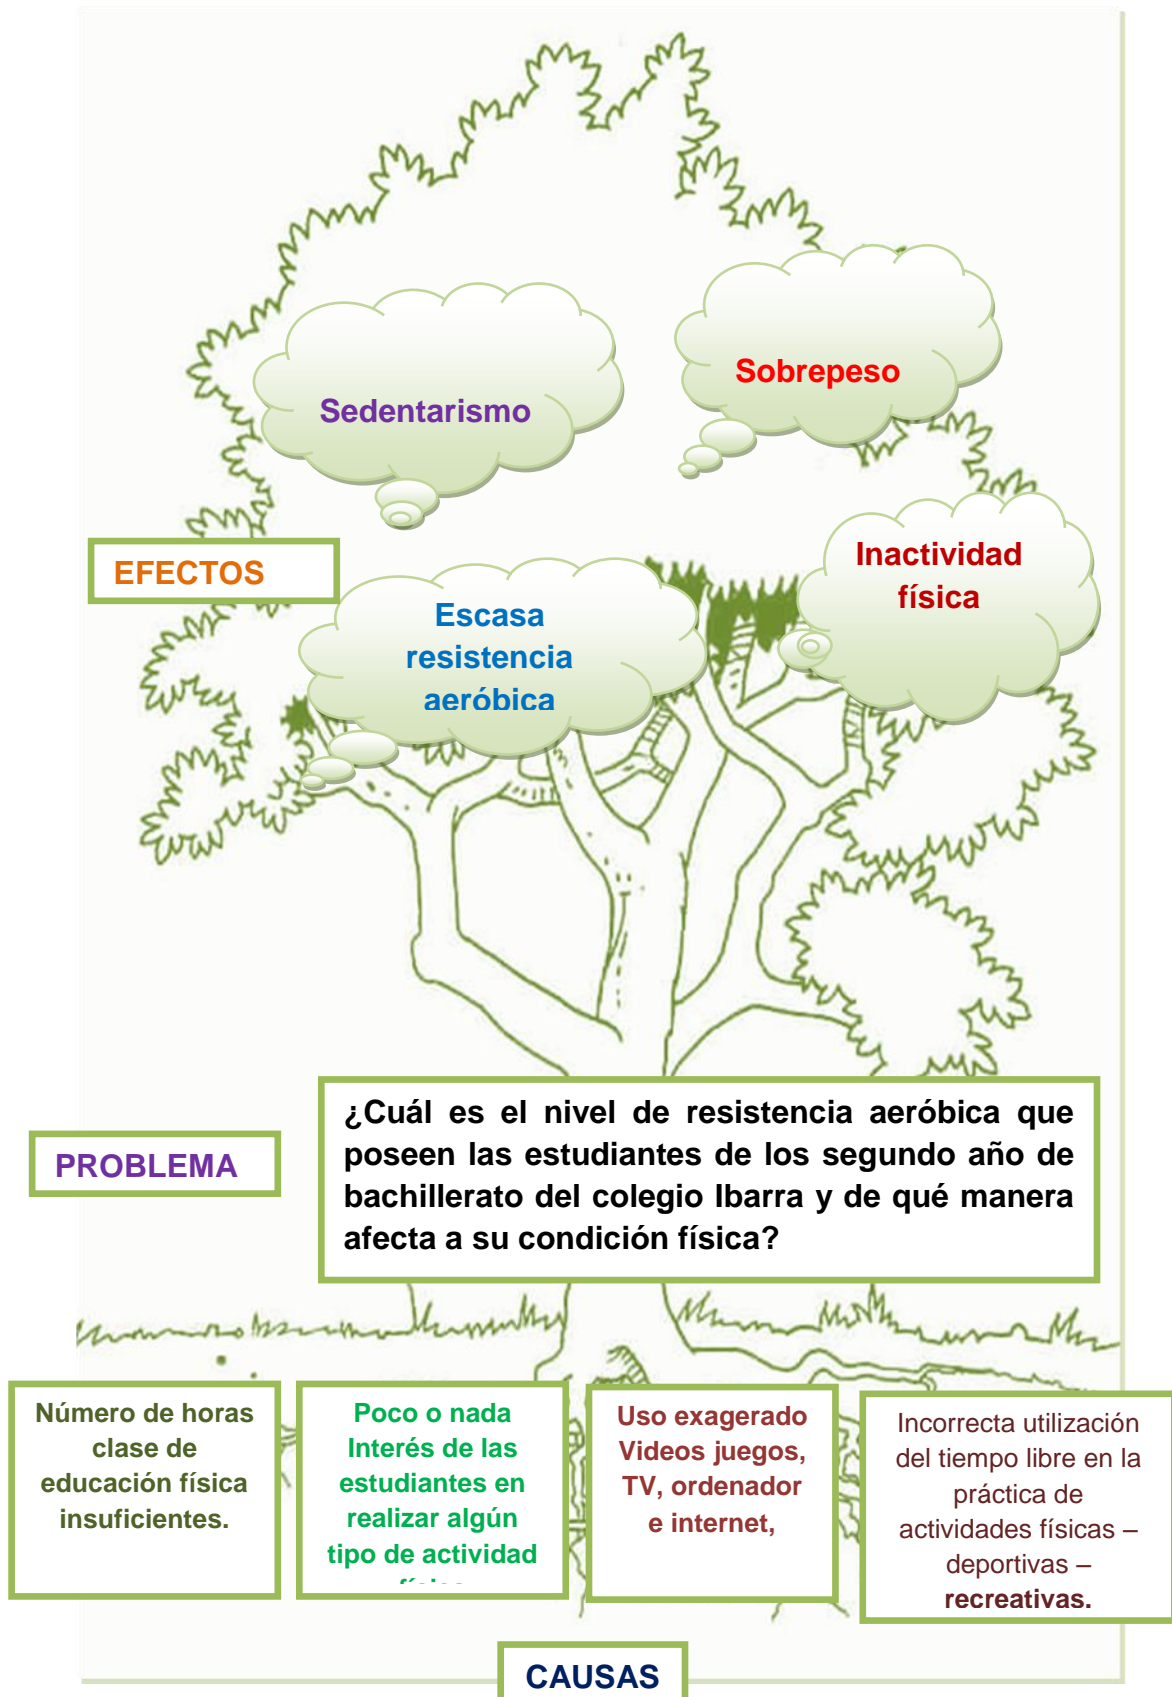 Sobrepeso
Sedentarismo
EFECTOS
Inactividad
física
Escasa
resistencia
aeróbica
PROBLEMA
¿Cuál es el nivel de resistencia aeróbica que
poseen las estudiantes de los segundo año de
bachillerato del colegio Ibarra y de qué manera
afecta a su condición física?
Número de horas
clase de
educación física
insuficientes.
Poco o nada
Interés de las
estudiantes en
realizar algún
tipo de actividad
Uso exagerado
Videos juegos,
TV, ordenador
e internet,
Incorrecta utilización
del tiempo libre en la
práctica de
actividades físicas –
deportivas –
recreativas.
CAUSAS